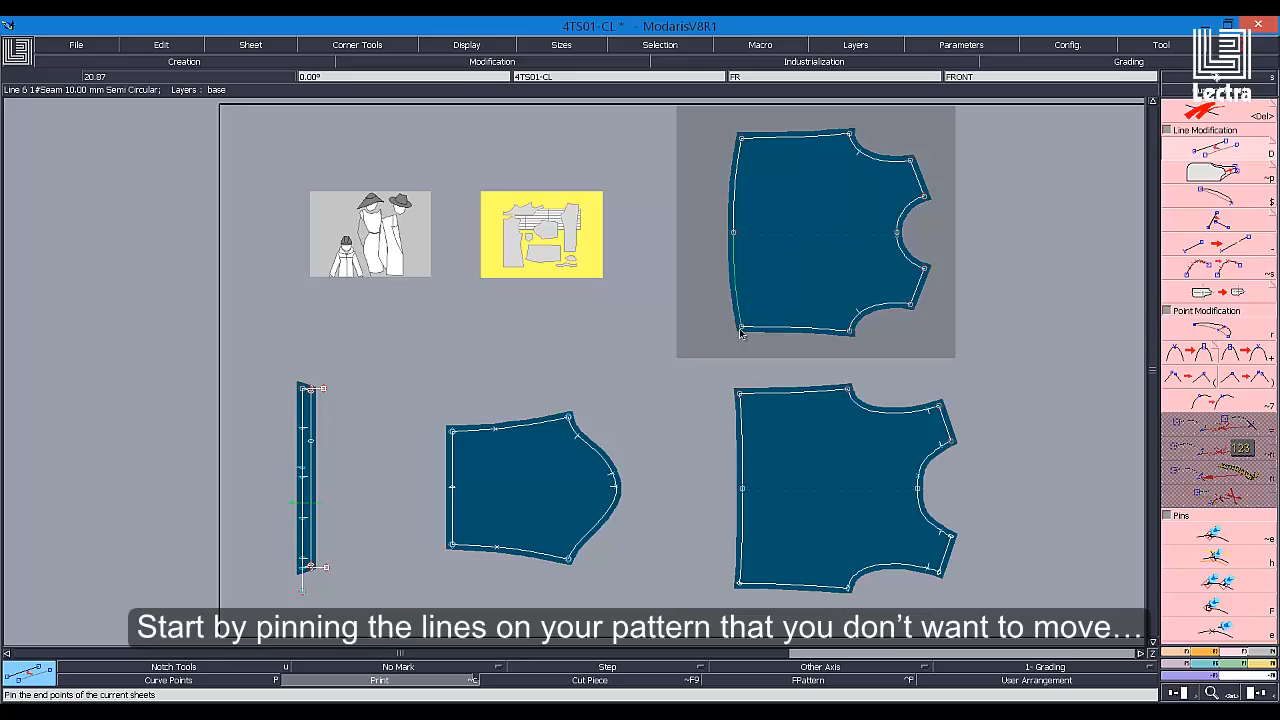 4TS01-CL * - ModarisV8R1
File Edit Sheet Corner Tools Display Sizes Selection Macro Layers Parameters Config. Tool
Creation Modification Industrialization Grading
20.87 0.00° 4TS01-CL FR FRONT
Line 6 1#Seam 10.00 mm Semi Circular; Layers : base
Lectra
<Del>
Line Modification
D
~p
$
~s
Point Modification
r
+
~7
123
Pins
~e
h
F
e
Start by pinning the lines on your pattern that you don't want to move…
Notch Tools u No Mark Step Other Axis 1- Grading
Curve Points P Print Cut Piece ~F9 FPattern ^P User Arrangement
Pin the end points of the current sheets